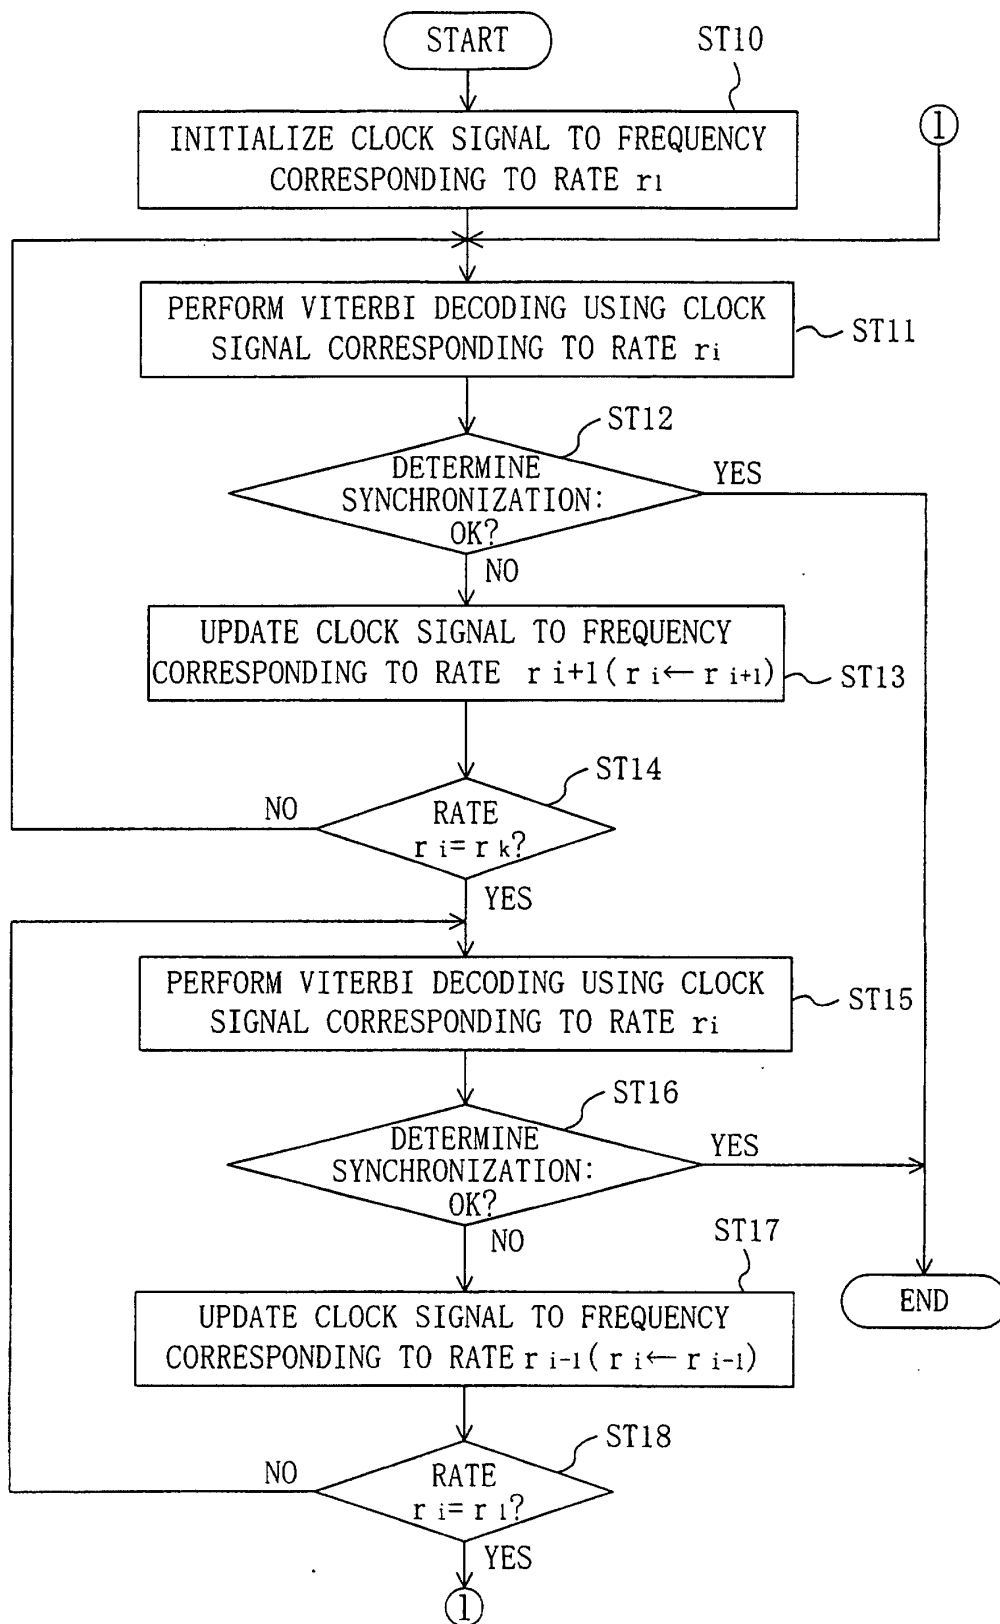 START
ST10
INITIALIZE CLOCK SIGNAL TO FREQUENCY
CORRESPONDING TO RATE r1
1
PERFORM VITERBI DECODING USING CLOCK
SIGNAL CORRESPONDING TO RATE ri
ST11
ST12
DETERMINE
SYNCHRONIZATION:
OK?
YES
NO
UPDATE CLOCK SIGNAL TO FREQUENCY
CORRESPONDING TO RATE r i+1 (r i← r i+1)
ST13
ST14
RATE
r i= r k?
NO
YES
PERFORM VITERBI DECODING USING CLOCK
SIGNAL CORRESPONDING TO RATE ri
ST15
ST16
DETERMINE
SYNCHRONIZATION:
OK?
YES
NO
ST17
UPDATE CLOCK SIGNAL TO FREQUENCY
CORRESPONDING TO RATE r i-1 (r i← r i-1)
END
ST18
RATE
r i= r 1?
NO
YES
1